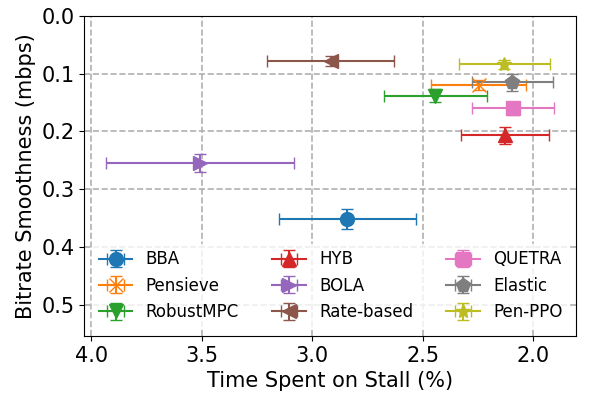 Bitrate Smoothness (mbps)
0.0
0.1
0.2
0.3
0.4
0.5
BBA
Pensieve
RobustMPC
HYB
BOLA
Rate-based
QUETRA
Elastic
Pen-PPO
4.0 3.5 3.0 2.5 2.0
Time Spent on Stall (%)